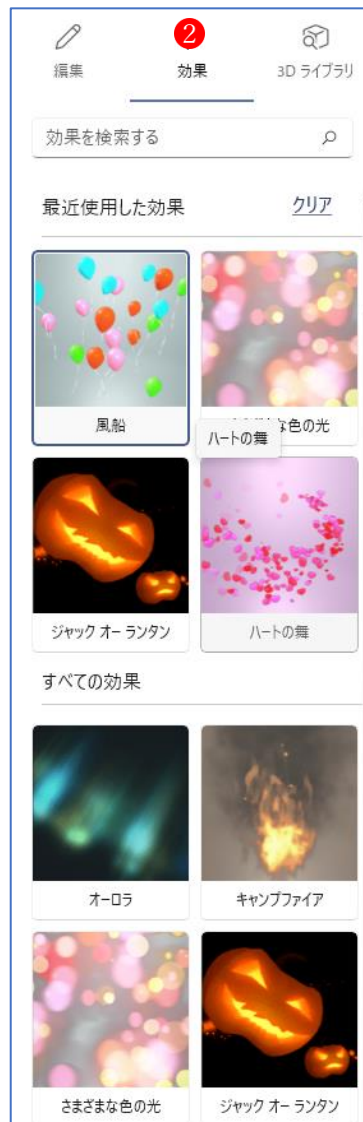 2
編集
効果
3D ライブラリ
効果を検索する
最近使用した効果
クリア
風船
な色の光
ハートの舞
ジャック オー ランタン
ハートの舞
すべての効果
オーロラ
キャンプファイア
さまざまな色の光
ジャック オー ランタン